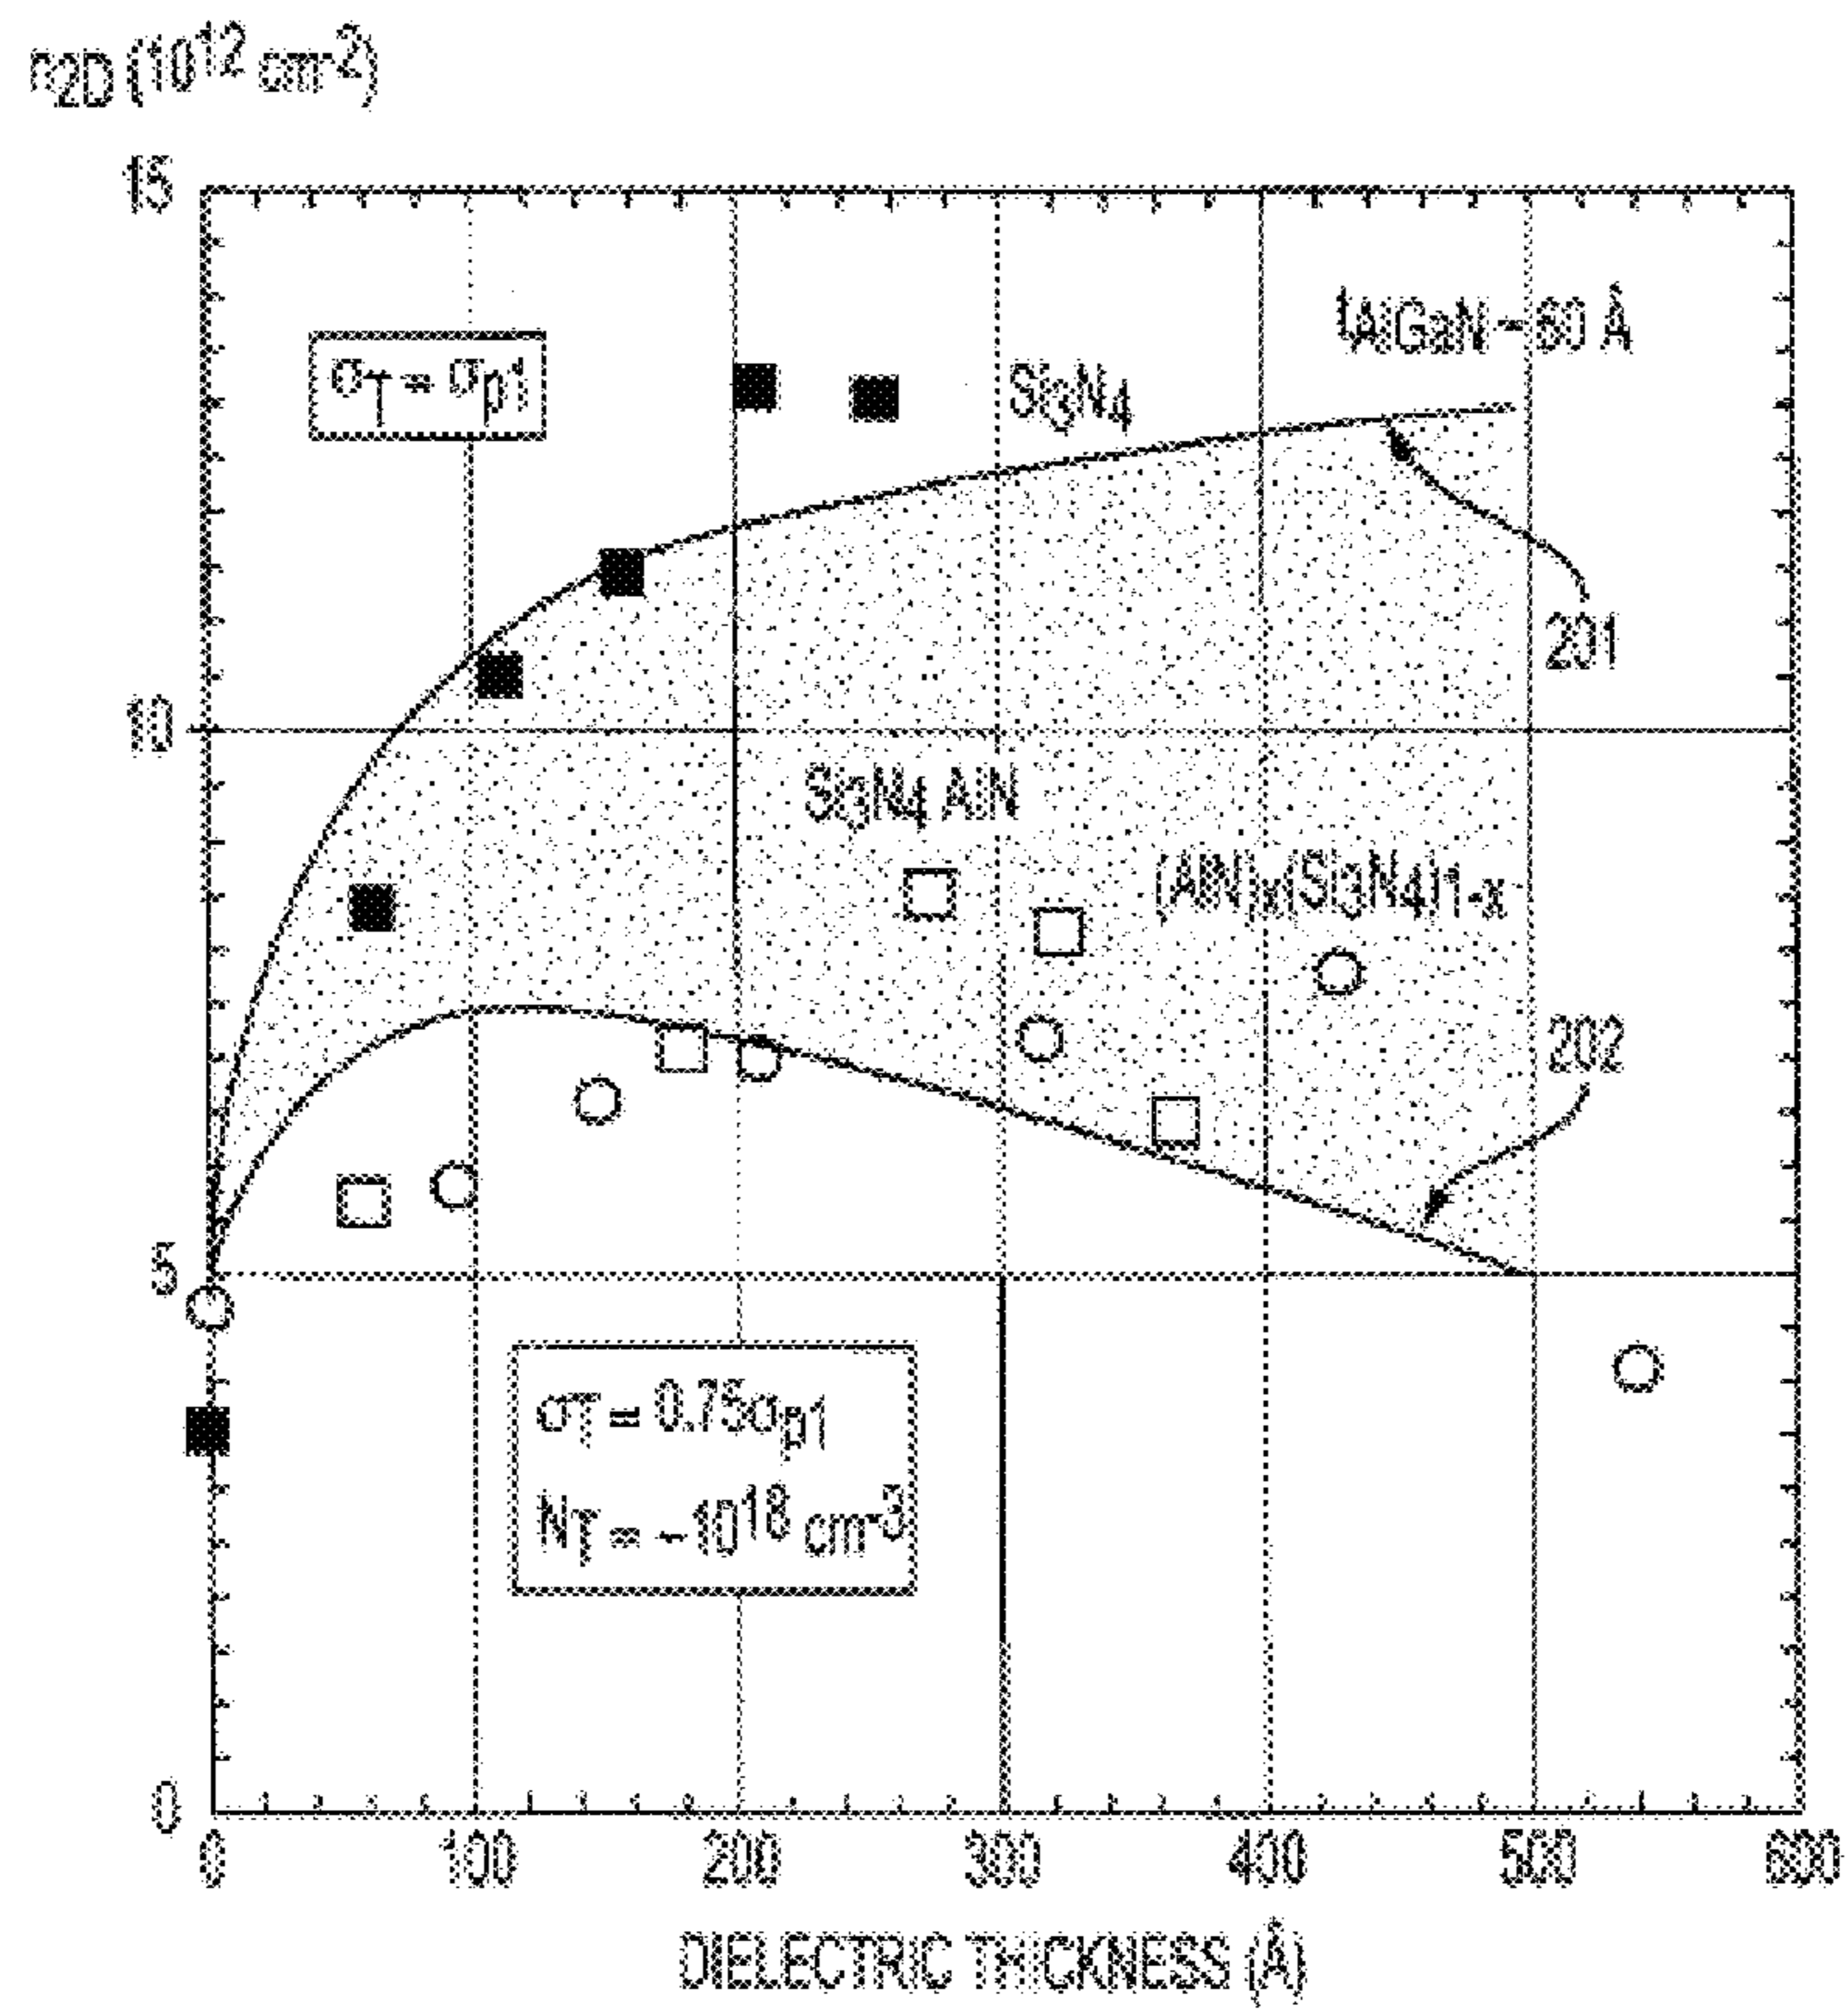 n2D (10^12 cm-2)
15
tAlGaN ~ 60 Å
σT = σp1
Si3N4
201
10
Si3N4 AlN
(AlN)x(Si3N4)1-x
202
5
σT = 0.75σp1
NT = ~10^18 cm-3
0
0 100 200 300 400 500 600
DIELECTRIC THICKNESS (Å)